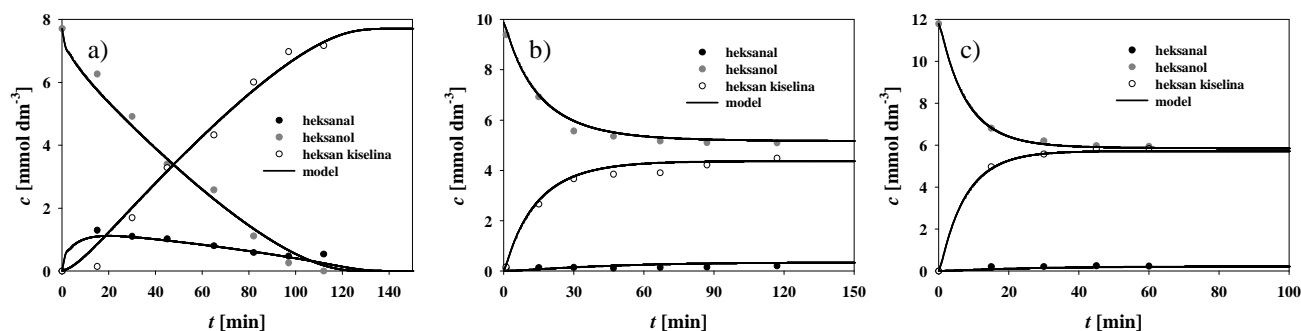 a)
c [mmol dm-3]
8
6
4
2
0
heksanal
heksanol
heksan kiselina
model
0 20 40 60 80 100 120 140
t [min]
b)
c [mmol dm-3]
10
8
6
4
2
0
heksanal
heksanol
heksan kiselina
model
0 30 60 90 120 150
t [min]
c)
c [mmol dm-3]
12
10
8
6
4
2
0
heksanal
heksanol
heksan kiselina
model
0 20 40 60 80 100
t [min]